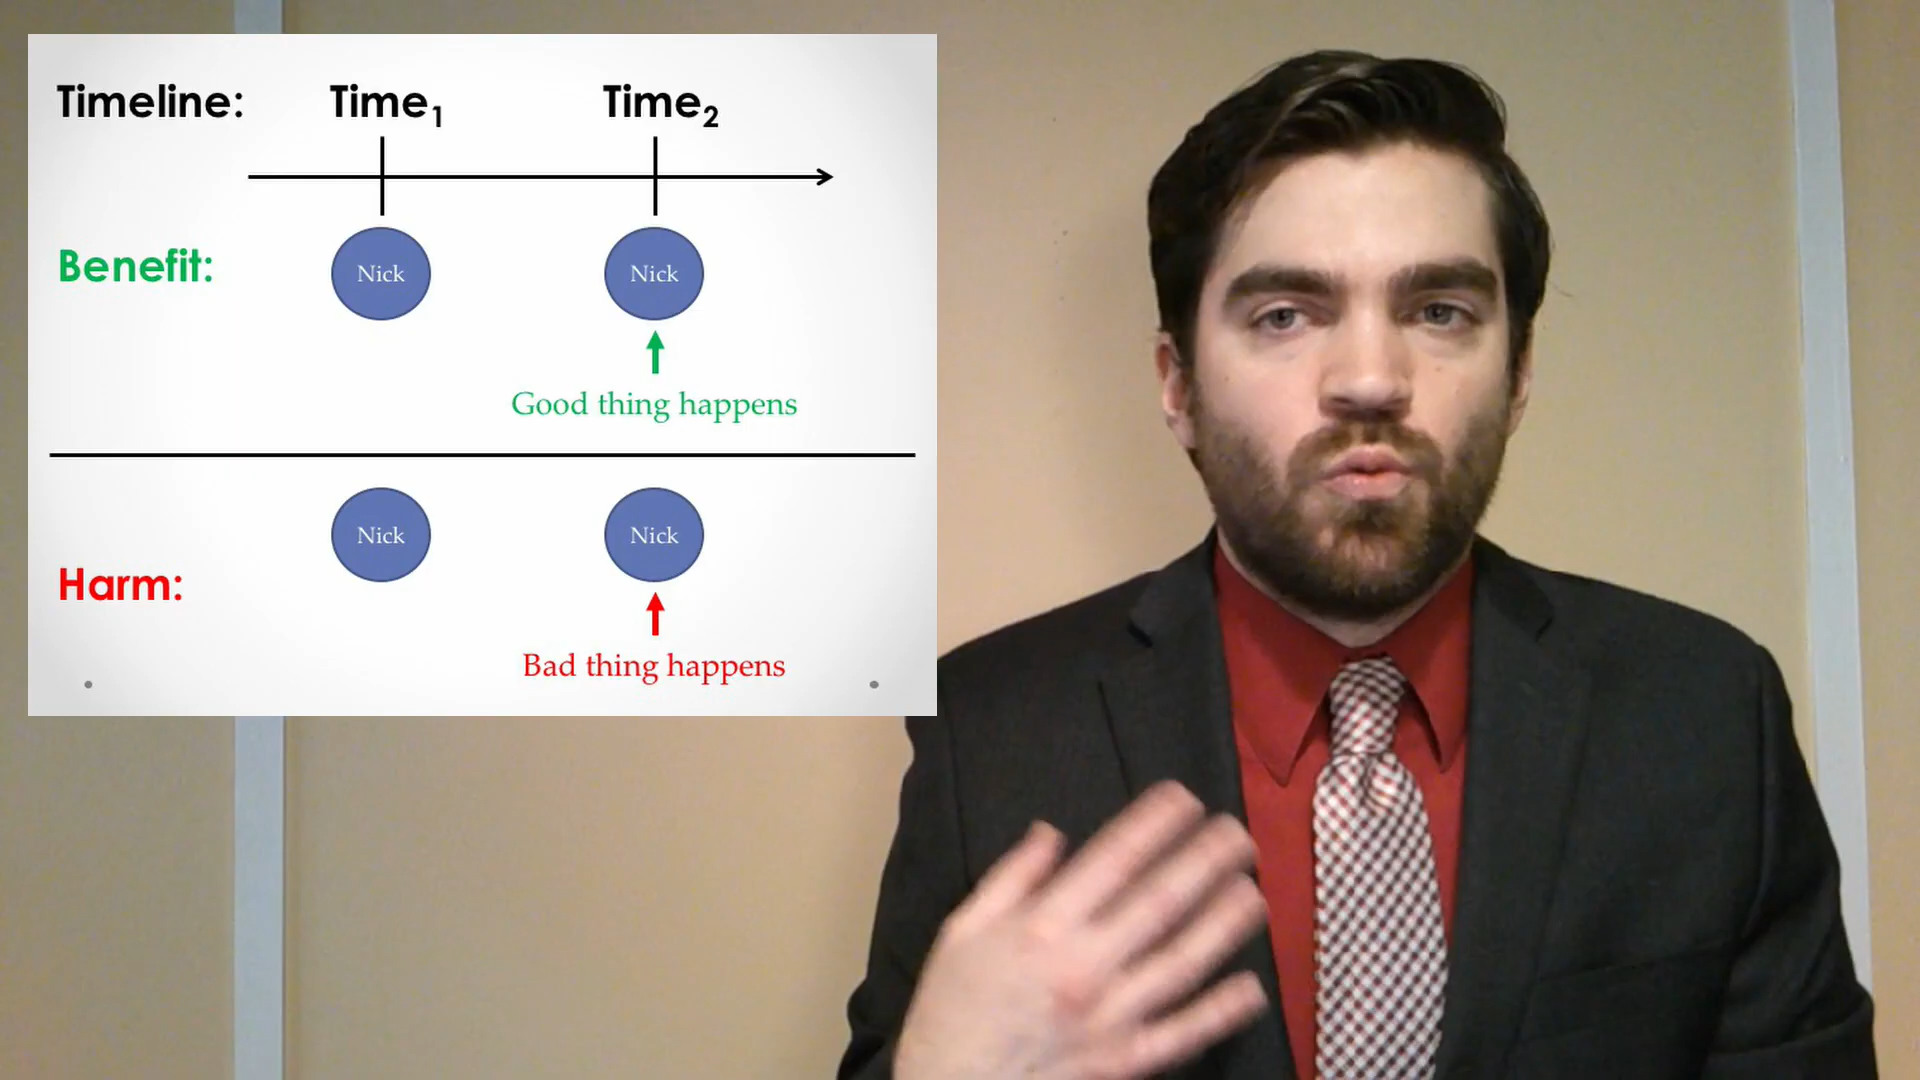 Timeline: Time₁ Time₂
Benefit: Nick Nick
Good thing happens
Nick Nick
Harm:
Bad thing happens